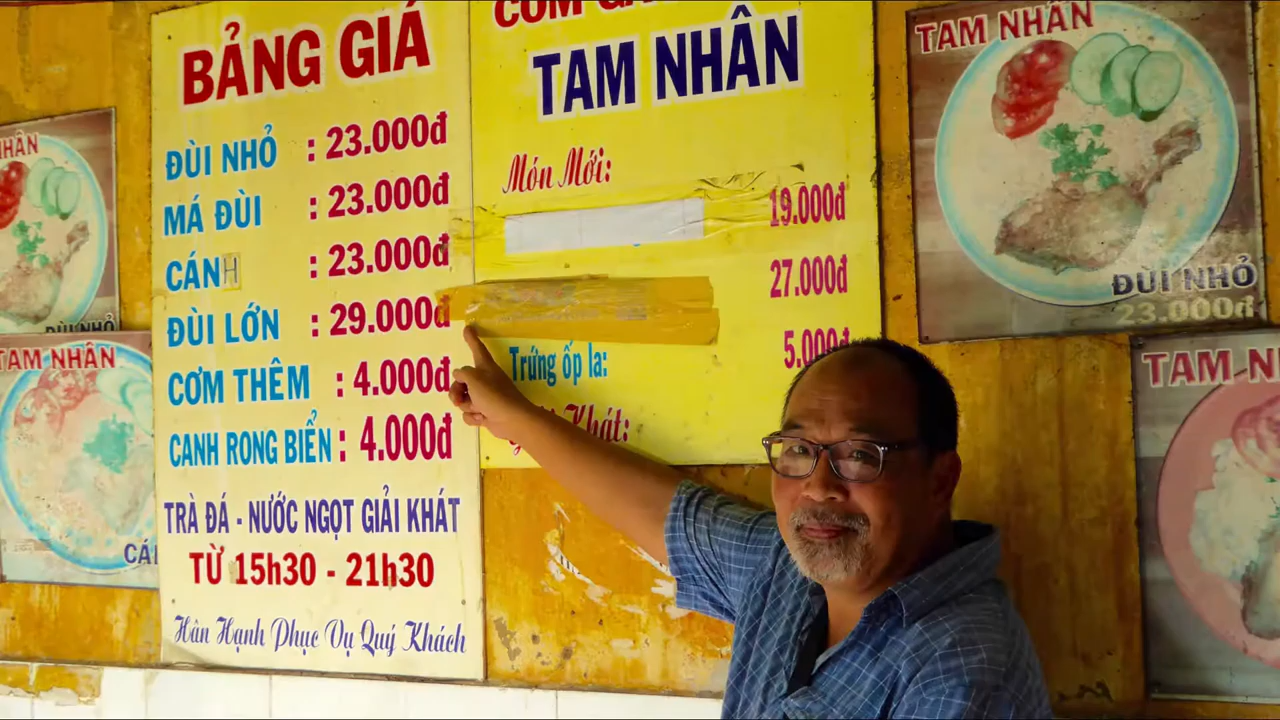 BẢNG GIÁ
ĐÙI NHỎ : 23.000đ
MÁ ĐÙI : 23.000đ
CÁNH : 23.000đ
ĐÙI LỚN : 29.000đ
CƠM THÊM : 4.000đ
CANH RONG BIỂN : 4.000đ
TRÀ ĐÁ - NƯỚC NGỌT GIẢI KHÁT
TỪ 15h30 - 21h30
Hân Hạnh Phục Vụ Quý Khách
TAM NHÂN
Món Mới:
19.000đ
27.000đ
Trứng ốp la: 5.000đ
Khát:
NHÂN
ĐÙI NHỎ
TAM NHÂN
TAM NHÂN
ĐÙI NHỎ
23.000đ
TAM N